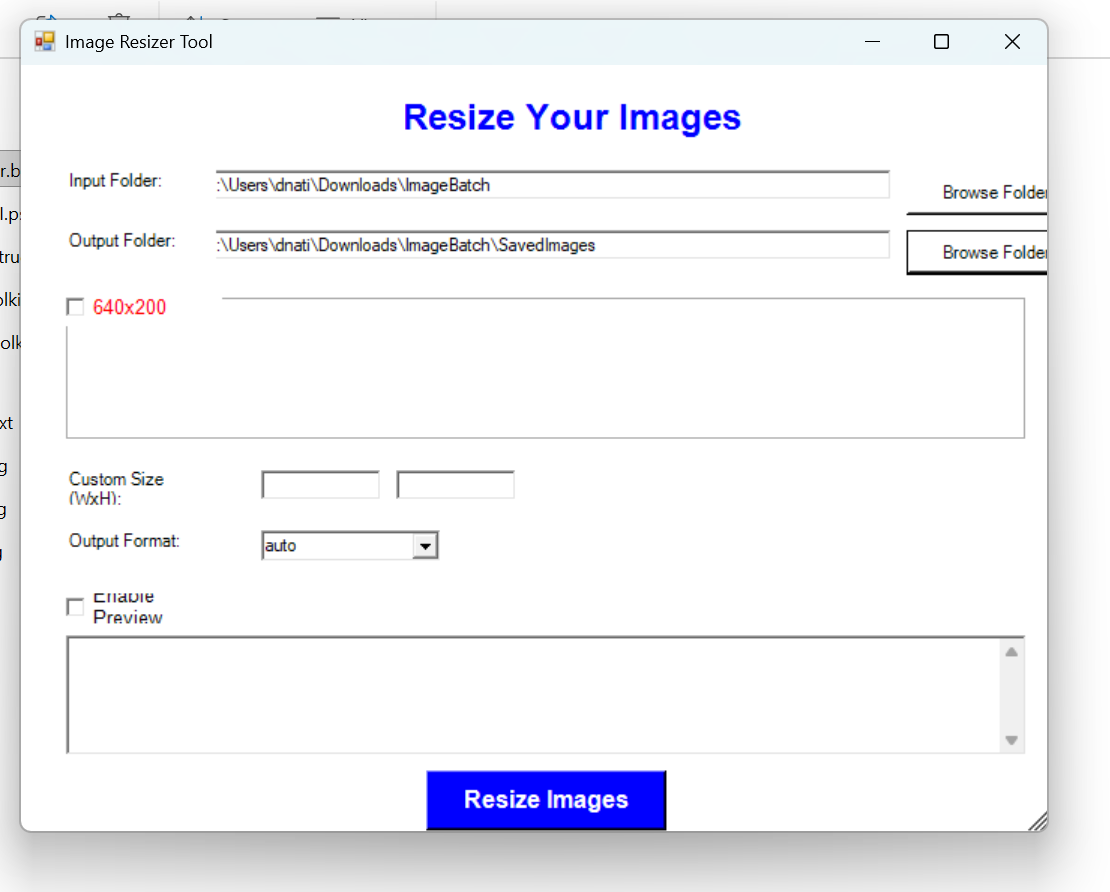 Image Resizer Tool
Resize Your Images
Input Folder:
:\Users\dnati\Downloads\ImageBatch
Browse Folder
Output Folder:
:\Users\dnati\Downloads\ImageBatch\SavedImages
Browse Folder
640x200
Custom Size
(WxH):
Output Format:
auto
Enable
Preview
Resize Images
r.b
l.ps
tru
olki
olk
xt
g
g